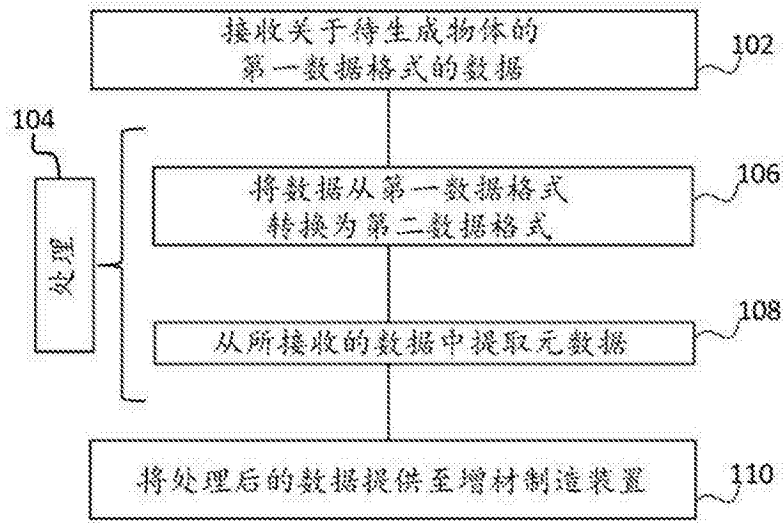 接收关于待生成物体的
第一数据格式的数据
102
104
处理
将数据从第一数据格式
转换为第二数据格式
106
从所接收的数据中提取元数据
108
将处理后的数据提供至增材制造装置
110